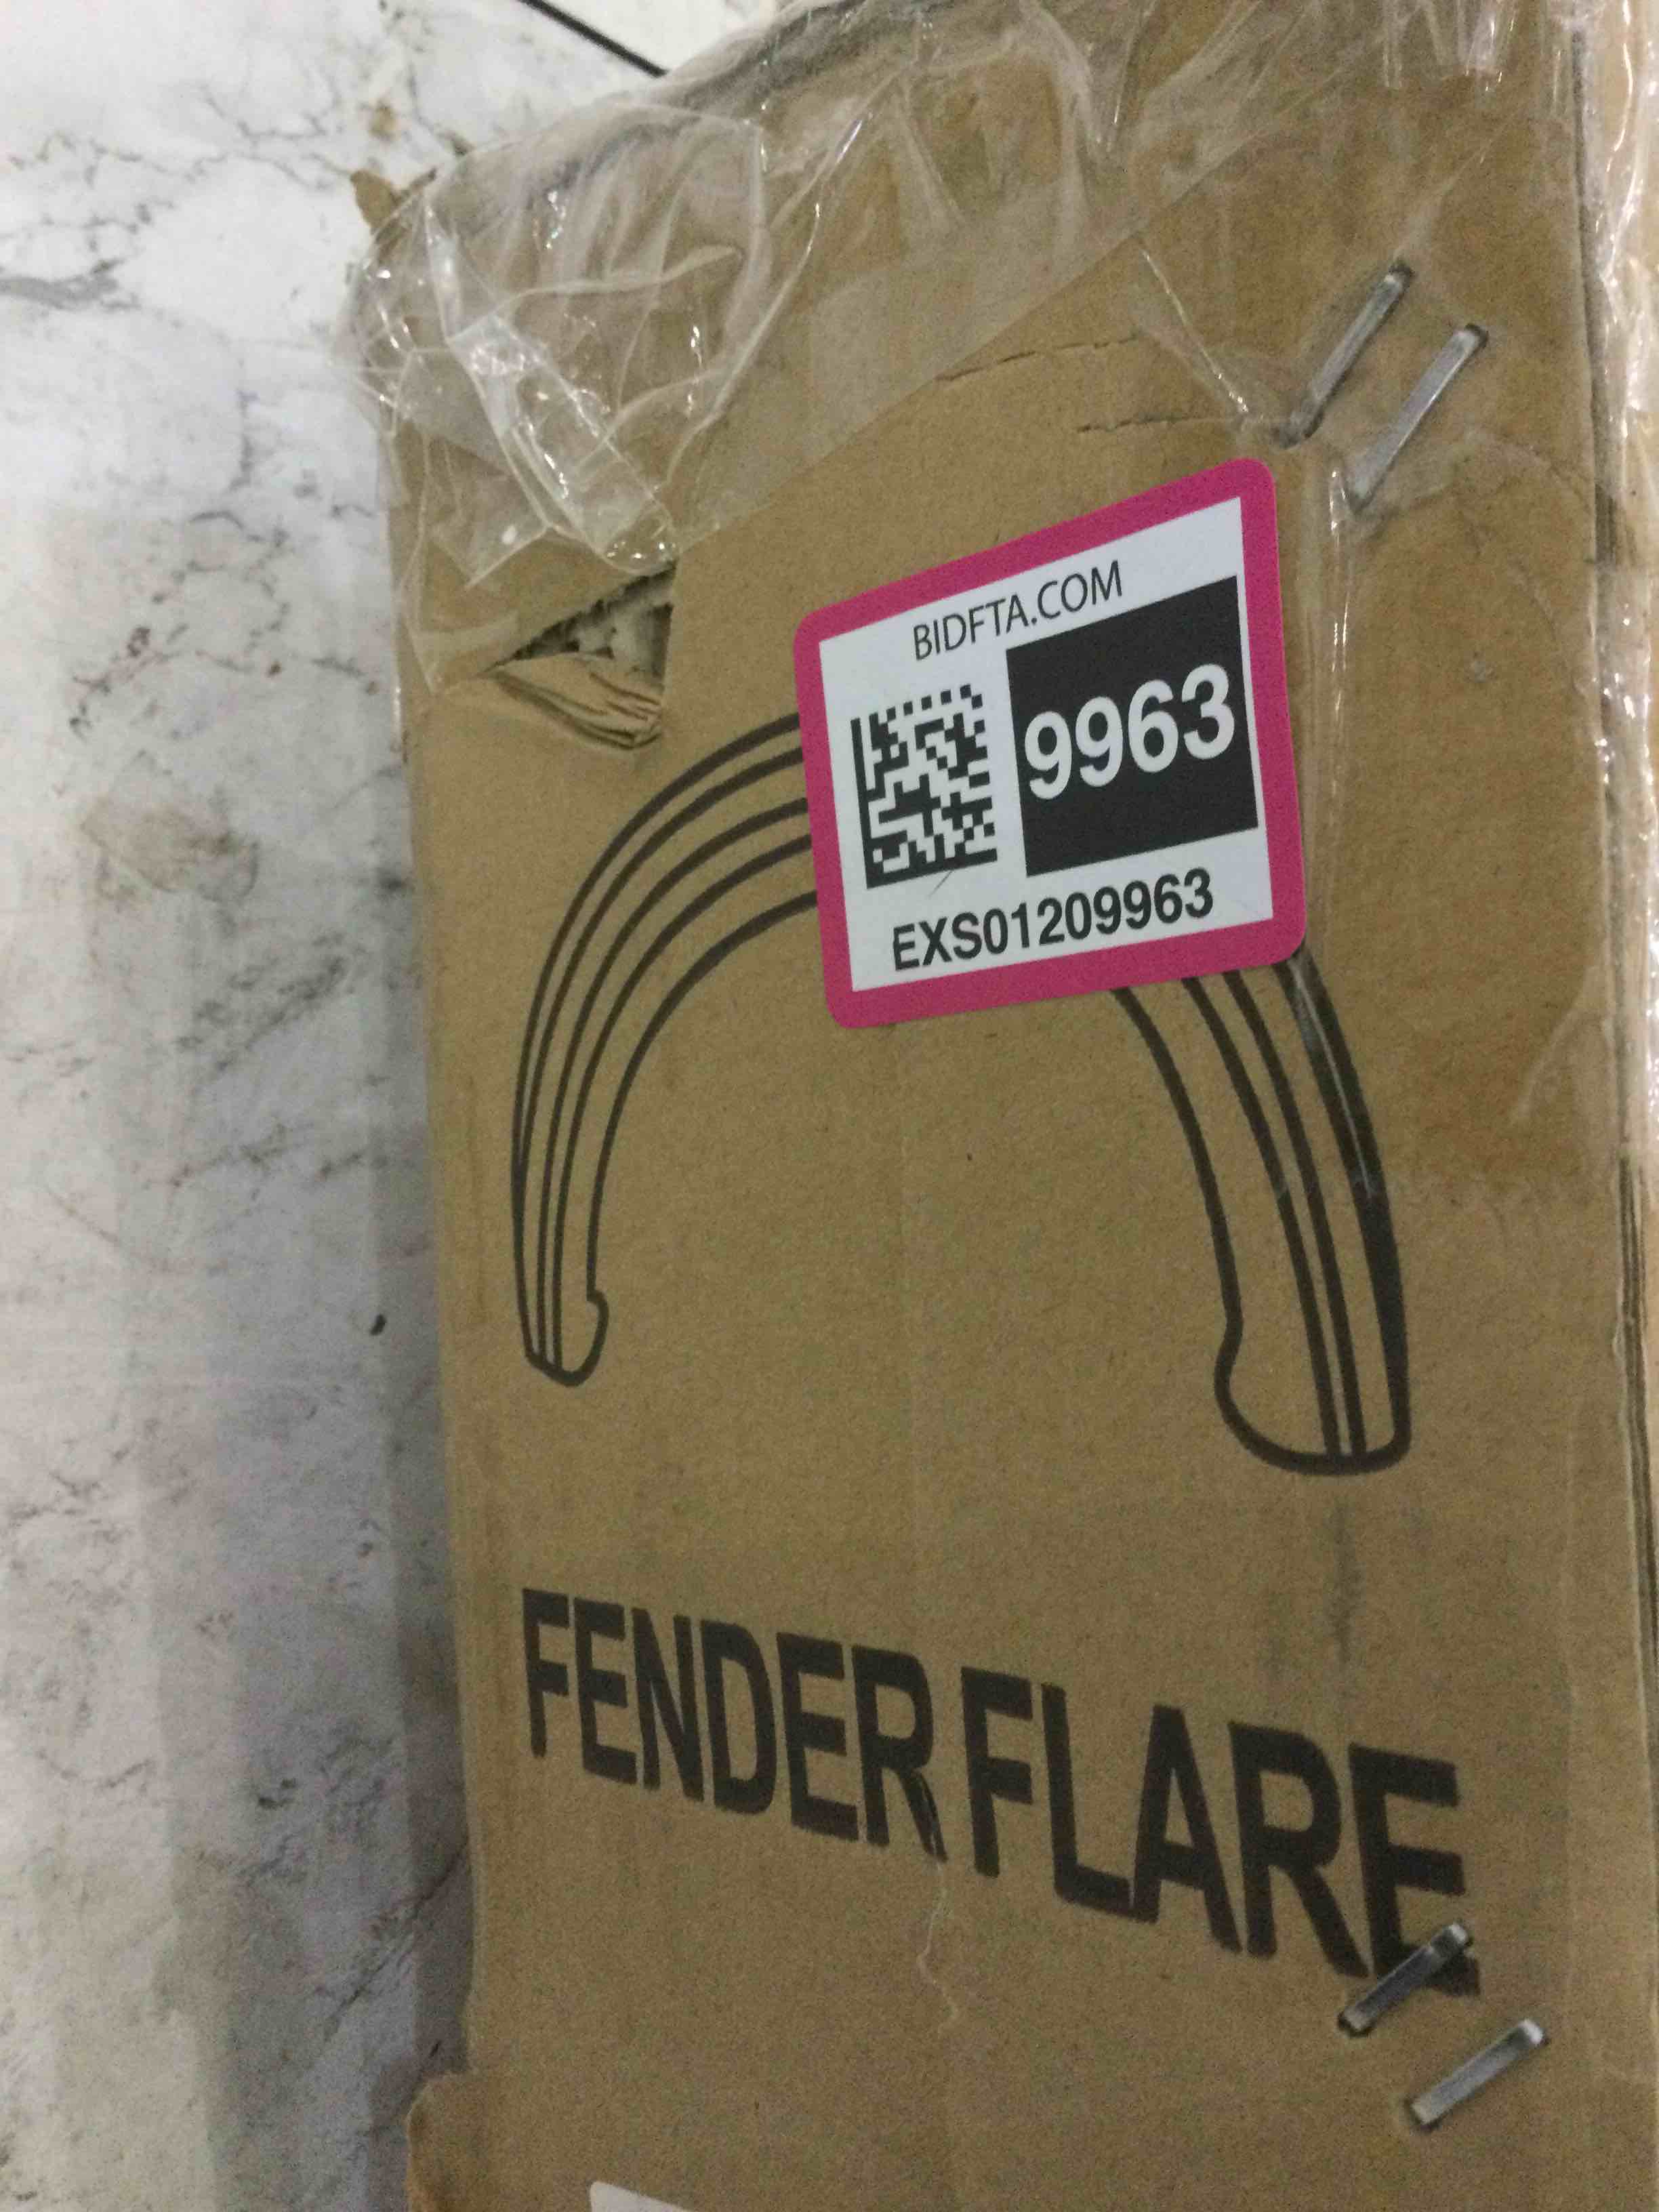 BIDFTA.COM
9963
EXS01209963
FENDER FLARE